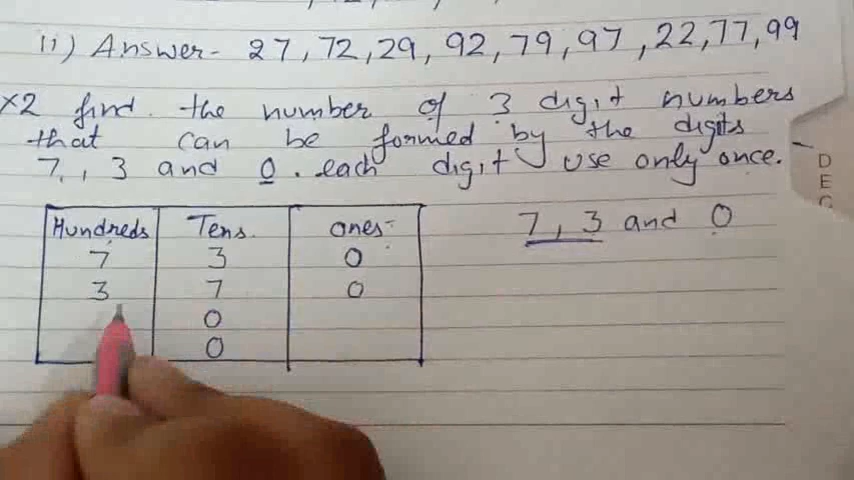 11) Answer- 27, 72, 29, 92, 79, 97, 22, 77, 99
×2 find the number of 3 digit numbers
that can be formed by the digits
7, 3 and 0. each digit use only once.
Hundreds Tens. ones-
7 3 0
3 7 0
0
0
7, 3 and 0
D
E